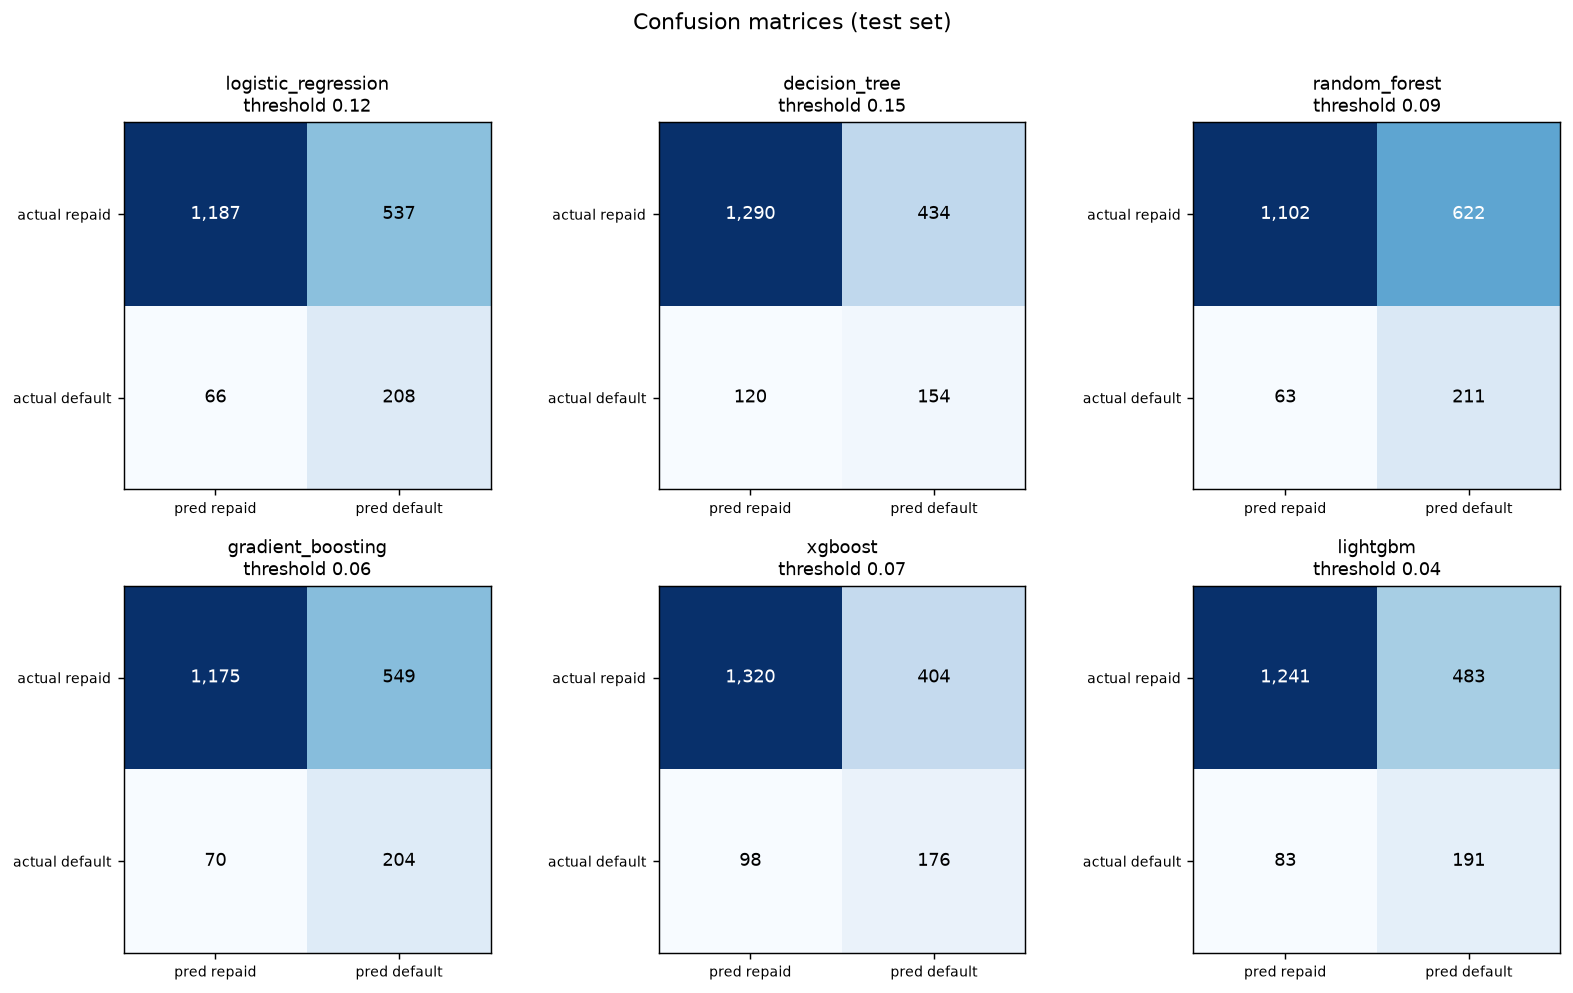 Confusion matrices (test set)
logistic_regression
threshold 0.12
actual repaid
1,187
537
actual default
66
208
pred repaid
pred default
decision_tree
threshold 0.15
actual repaid
1,290
434
actual default
120
154
pred repaid
pred default
random_forest
threshold 0.09
actual repaid
1,102
622
actual default
63
211
pred repaid
pred default
gradient_boosting
threshold 0.06
actual repaid
1,175
549
actual default
70
204
pred repaid
pred default
xgboost
threshold 0.07
actual repaid
1,320
404
actual default
98
176
pred repaid
pred default
lightgbm
threshold 0.04
actual repaid
1,241
483
actual default
83
191
pred repaid
pred default